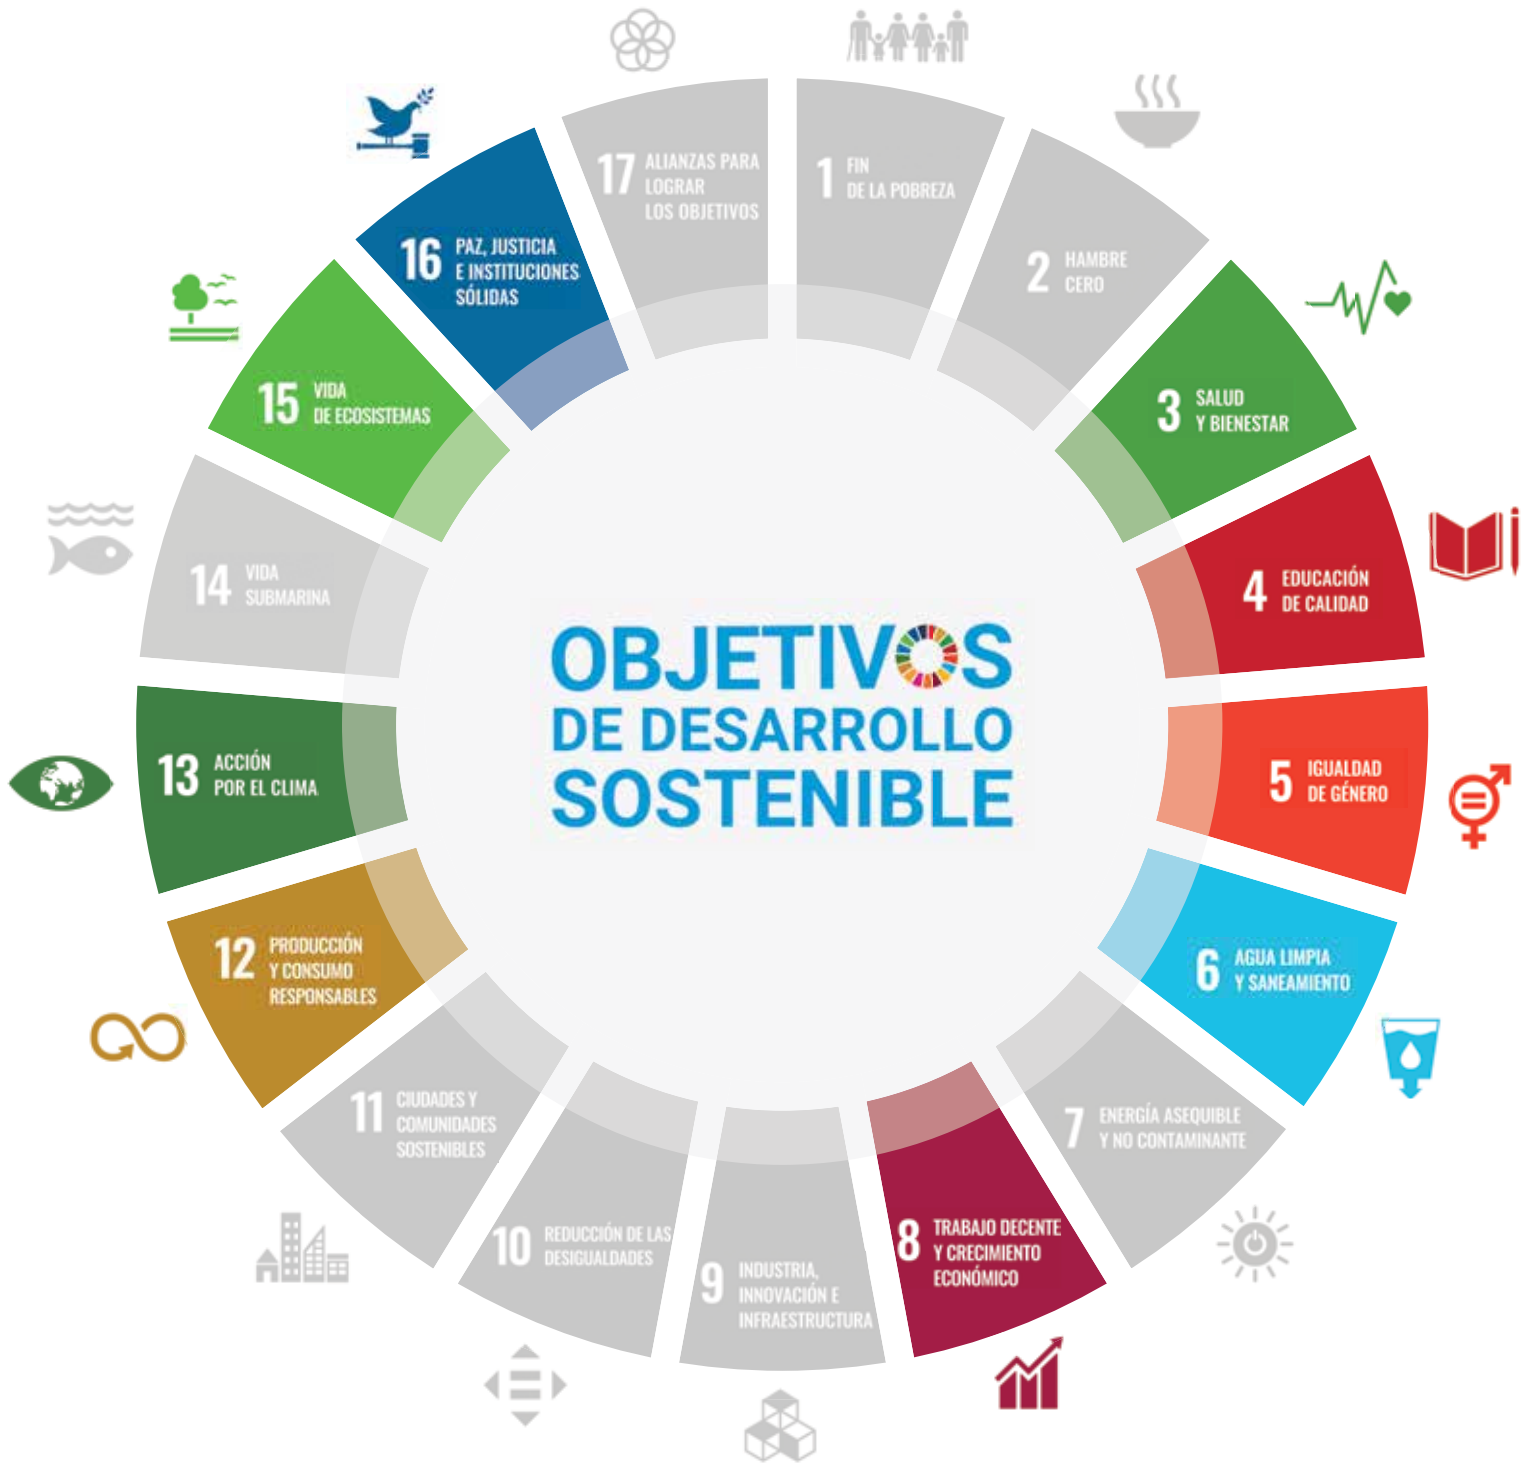 1 FIN
DE LA POBREZA
2 HAMBRE
CERO
3 SALUD
Y BIENESTAR
4 EDUCACIÓN
DE CALIDAD
5 IGUALDAD
DE GÉNERO
6 AGUA LIMPIA
Y SANEAMIENTO
7 ENERGÍA ASEQUIBLE
Y NO CONTAMINANTE
8 TRABAJO DECENTE
Y CRECIMIENTO
ECONÓMICO
9 INDUSTRIA,
INNOVACIÓN E
INFRAESTRUCTURA
10 REDUCCIÓN DE LAS
DESIGUALDADES
11 CIUDADES Y
COMUNIDADES
SOSTENIBLES
12 PRODUCCIÓN
Y CONSUMO
RESPONSABLES
13 ACCIÓN
POR EL CLIMA
14 VIDA
SUBMARINA
15 VIDA
DE ECOSISTEMAS
16 PAZ, JUSTICIA
E INSTITUCIONES
SÓLIDAS
17 ALIANZAS PARA
LOGRAR
LOS OBJETIVOS
OBJETIVOS
DE DESARROLLO
SOSTENIBLE